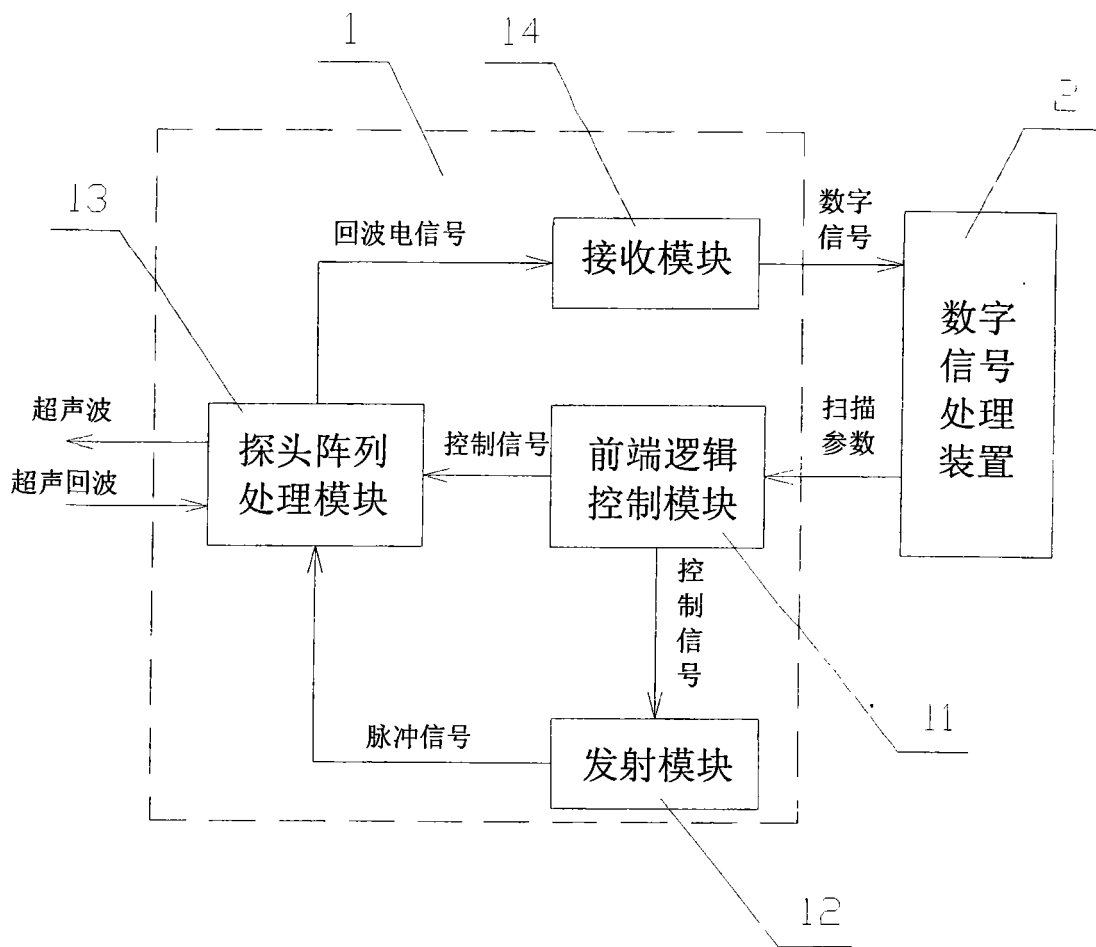 1
14
2
13
回波电信号
接收模块
数字
信号
数字
信号
处理
装置
超声波
超声回波
探头阵列
处理模块
控制信号
前端逻辑
控制模块
扫描
参数
控
制
信
号
脉冲信号
发射模块
11
12